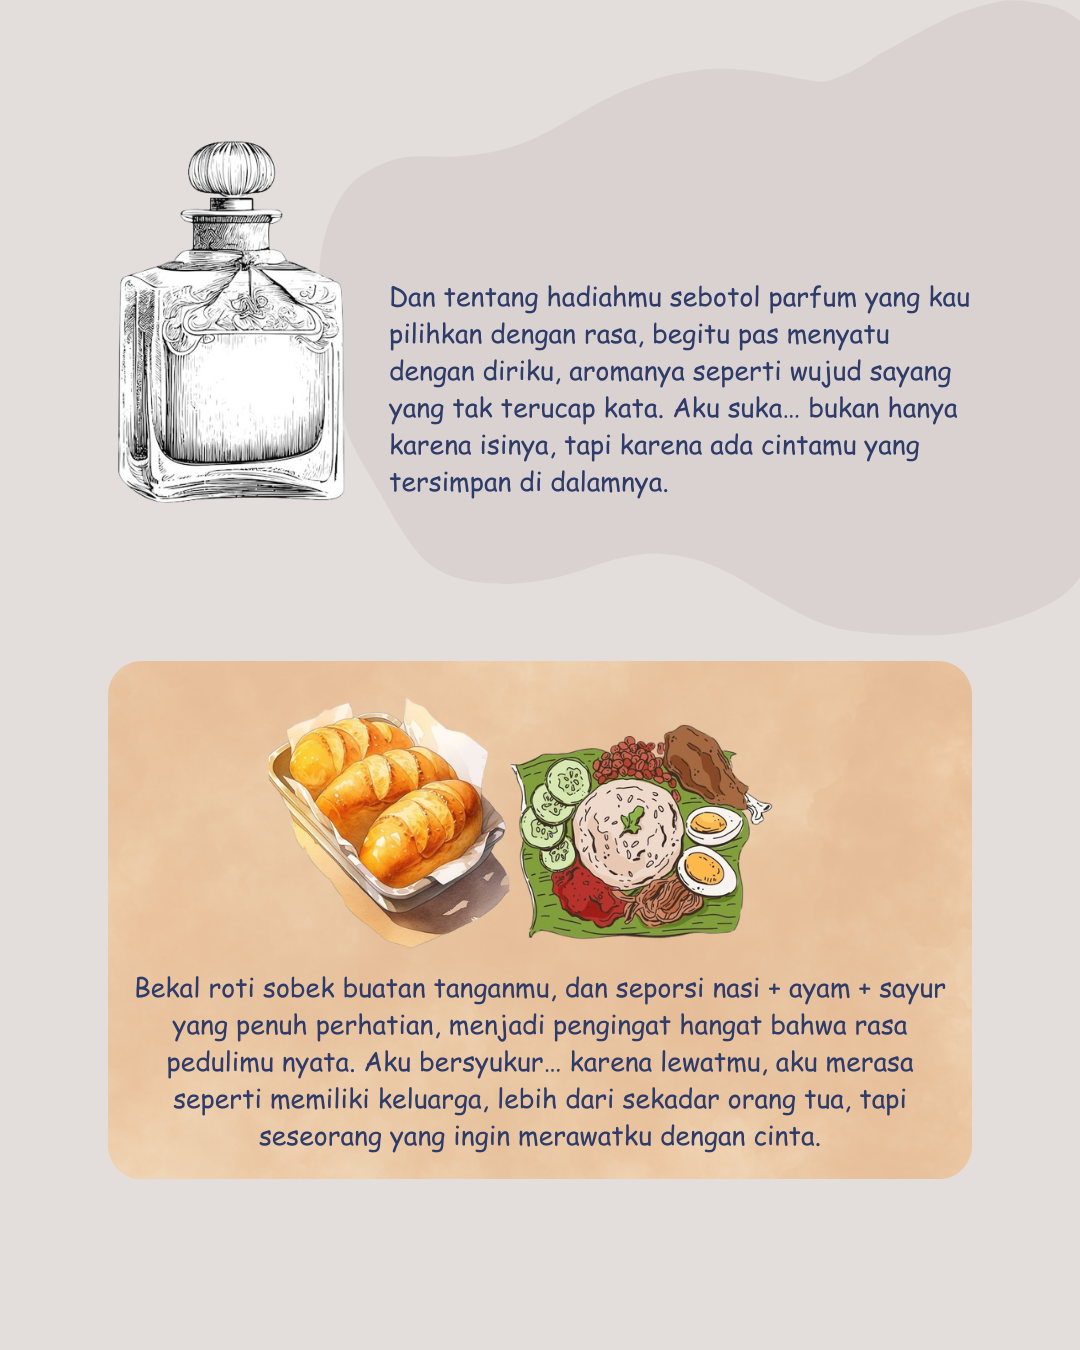 Dan tentang hadiahmu sebotol parfum yang kau
pilihkan dengan rasa, begitu pas menyatu
dengan diriku, aromanya seperti wujud sayang
yang tak terucap kata. Aku suka... bukan hanya
karena isinya, tapi karena ada cintamu yang
tersimpan di dalamnya.
Bekal roti sobek buatan tanganmu, dan seporsi nasi + ayam + sayur
yang penuh perhatian, menjadi pengingat hangat bahwa rasa
pedulimu nyata. Aku bersyukur... karena lewatmu, aku merasa
seperti memiliki keluarga, lebih dari sekadar orang tua, tapi
seseorang yang ingin merawatku dengan cinta.